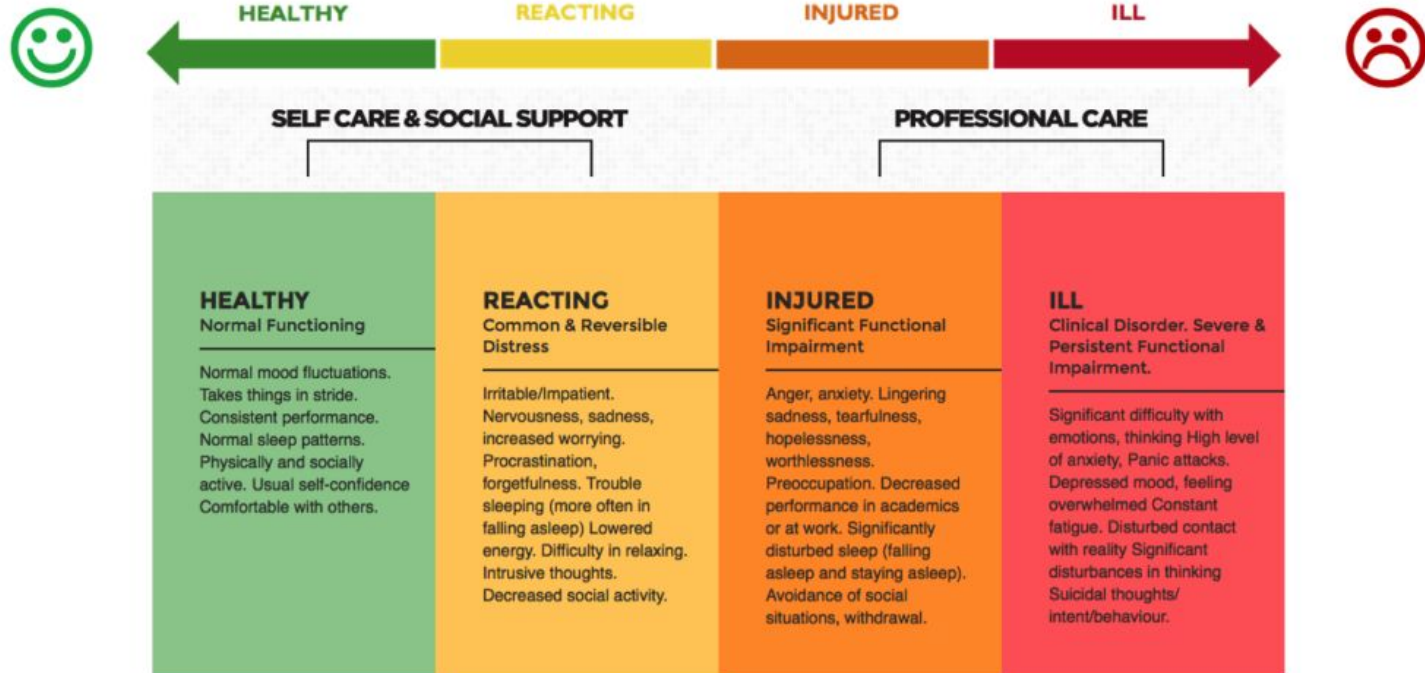 HEALTHY
REACTING
INJURED
ILL
SELF CARE & SOCIAL SUPPORT
PROFESSIONAL CARE
HEALTHY
Normal Functioning
Normal mood fluctuations.
Takes things in stride.
Consistent performance.
Normal sleep patterns.
Physically and socially
active. Usual self-confidence
Comfortable with others.
REACTING
Common & Reversible
Distress
Irritable/Impatient.
Nervousness, sadness,
increased worrying.
Procrastination,
forgetfulness. Trouble
sleeping (more often in
falling asleep) Lowered
energy. Difficulty in relaxing.
Intrusive thoughts.
Decreased social activity.
INJURED
Significant Functional
Impairment
Anger, anxiety. Lingering
sadness, tearfulness,
hopelessness,
worthlessness.
Preoccupation. Decreased
performance in academics
or at work. Significantly
disturbed sleep (falling
asleep and staying asleep).
Avoidance of social
situations, withdrawal.
ILL
Clinical Disorder. Severe &
Persistent Functional
Impairment.
Significant difficulty with
emotions, thinking High level
of anxiety, Panic attacks.
Depressed mood, feeling
overwhelmed Constant
fatigue. Disturbed contact
with reality Significant
disturbances in thinking
Suicidal thoughts/
intent/behaviour.